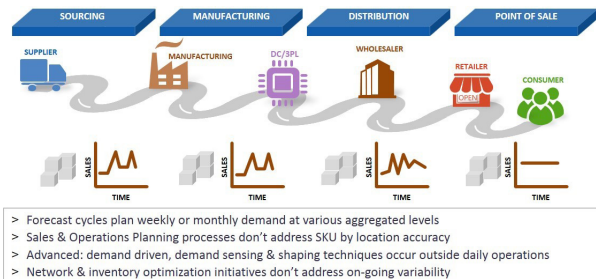 SOURCING
MANUFACTURING
DISTRIBUTION
POINT OF SALE
SUPPLIER
MANUFACTURING
DC/3PL
WHOLESALER
RETAILER
OPEN
CONSUMER
SALES
TIME
SALES
TIME
SALES
TIME
SALES
TIME
> Forecast cycles plan weekly or monthly demand at various aggregated levels
> Sales & Operations Planning processes don't address SKU by location accuracy
> Advanced: demand driven, demand sensing & shaping techniques occur outside daily operations
> Network & inventory optimization initiatives don't address on-going variability